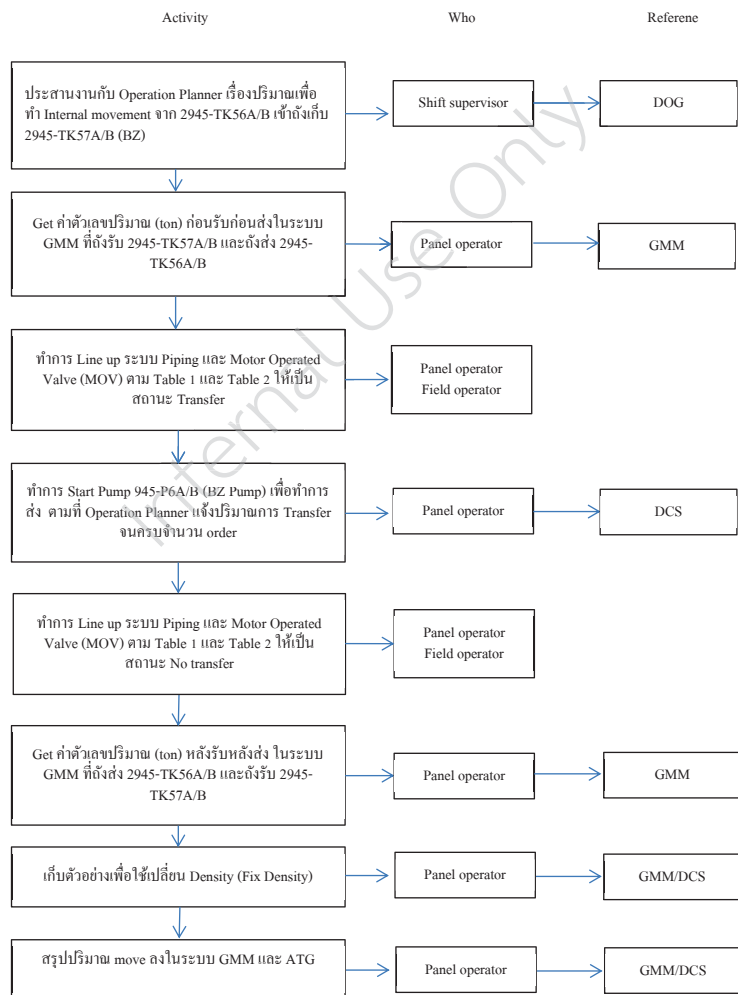 Activity
Who
Referene
ประสานงานกับ Operation Planner เรื่องปริมาณเพื่อ
ทำ Internal movement จาก 2945-TK56A/B เข้าถังเก็บ
2945-TK57A/B (BZ)
Shift supervisor
DOG
Get ค่าตัวเลขปริมาณ (ton) ก่อนรับก่อนส่งในระบบ
GMM ที่ถังรับ 2945-TK57A/B และถังส่ง 2945-
TK56A/B
Panel operator
GMM
ทำการ Line up ระบบ Piping และ Motor Operated
Valve (MOV) ตาม Table 1 และ Table 2 ให้เป็น
สถานะ Transfer
Panel operator
Field operator
ทำการ Start Pump 945-P6A/B (BZ Pump) เพื่อทำการ
ส่ง ตามที่ Operation Planner แจ้งปริมาณการ Transfer
จนครบจำนวน order
Panel operator
DCS
ทำการ Line up ระบบ Piping และ Motor Operated
Valve (MOV) ตาม Table 1 และ Table 2 ให้เป็น
สถานะ No transfer
Panel operator
Field operator
Get ค่าตัวเลขปริมาณ (ton) หลังรับหลังส่ง ในระบบ
GMM ที่ถังส่ง 2945-TK56A/B และถังรับ 2945-
TK57A/B
Panel operator
GMM
เก็บตัวอย่างเพื่อใช้เปลี่ยน Density (Fix Density)
Panel operator
GMM/DCS
สรุปปริมาณ move ลงในระบบ GMM และ ATG
Panel operator
GMM/DCS
Internal Use Only